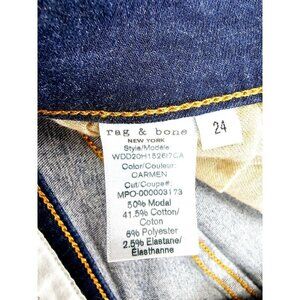 rag & bone
NEW YORK
Style/Modèle
WDD20H1526I7CA
Color/Couleur:
CARMEN
Cut/Coupe#:
MPO-000003173
50% Modal
41.5% Cotton/
Coton
6% Polyester
2.5% Elastane/
Élasthanne
24